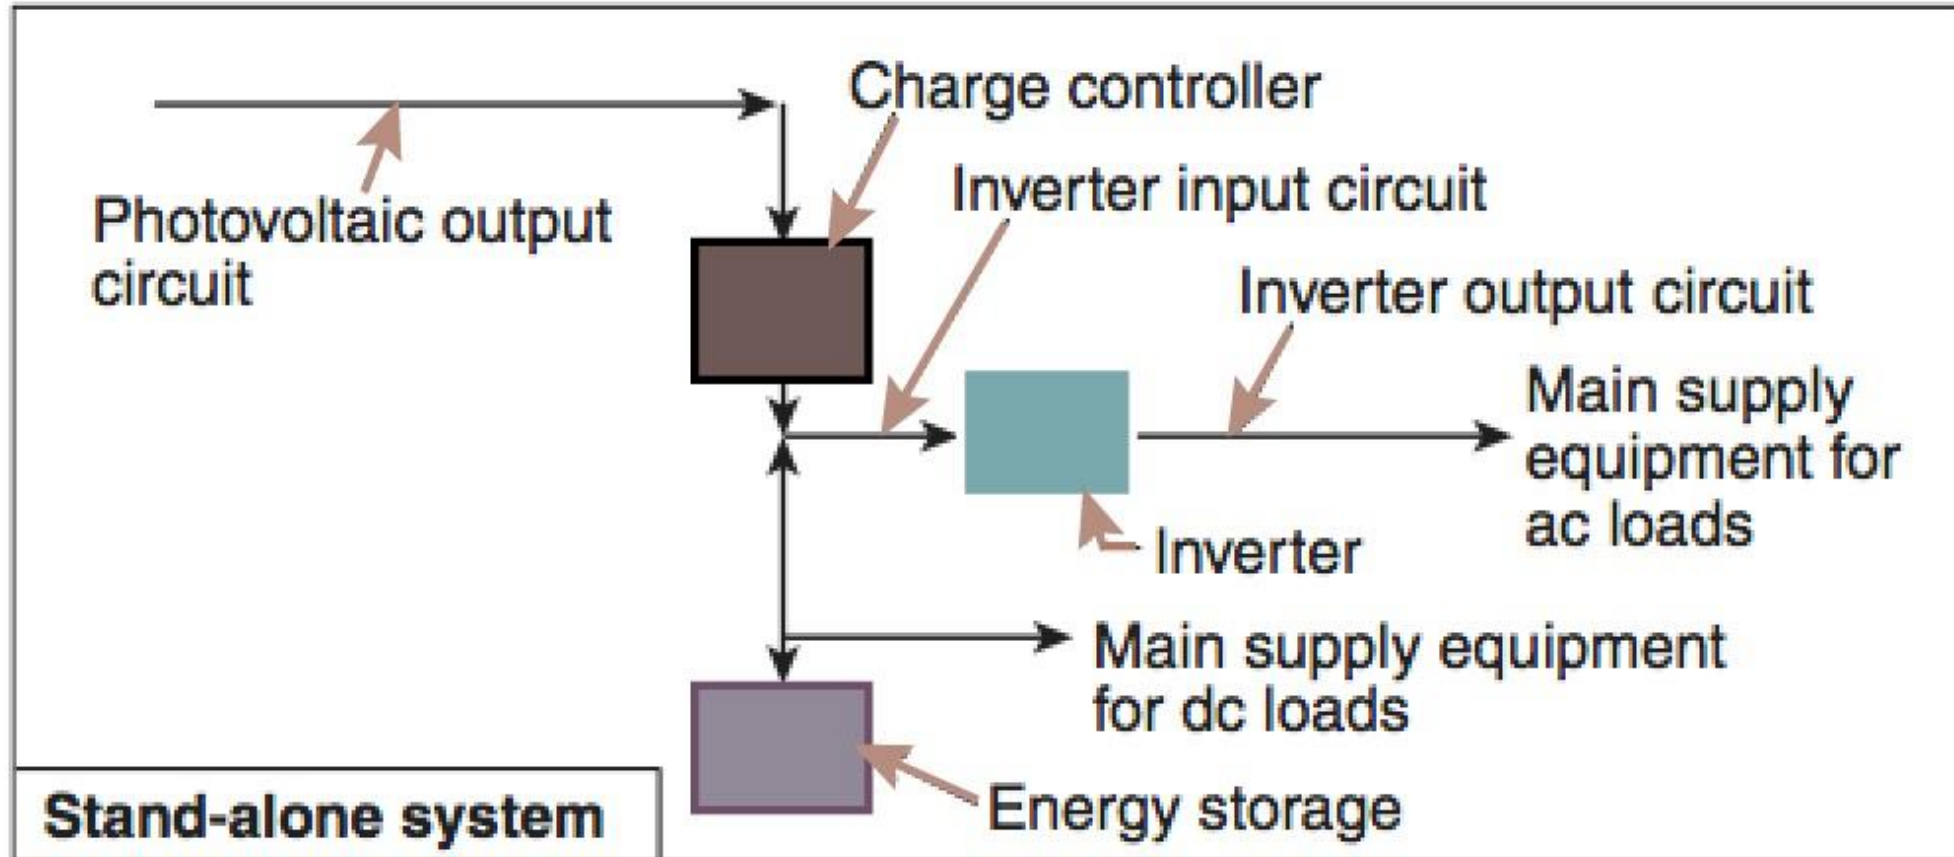 Charge controller
Photovoltaic output
circuit
Inverter input circuit
Inverter output circuit
Main supply
equipment for
ac loads
Inverter
Main supply equipment
for dc loads
Energy storage
Stand-alone system